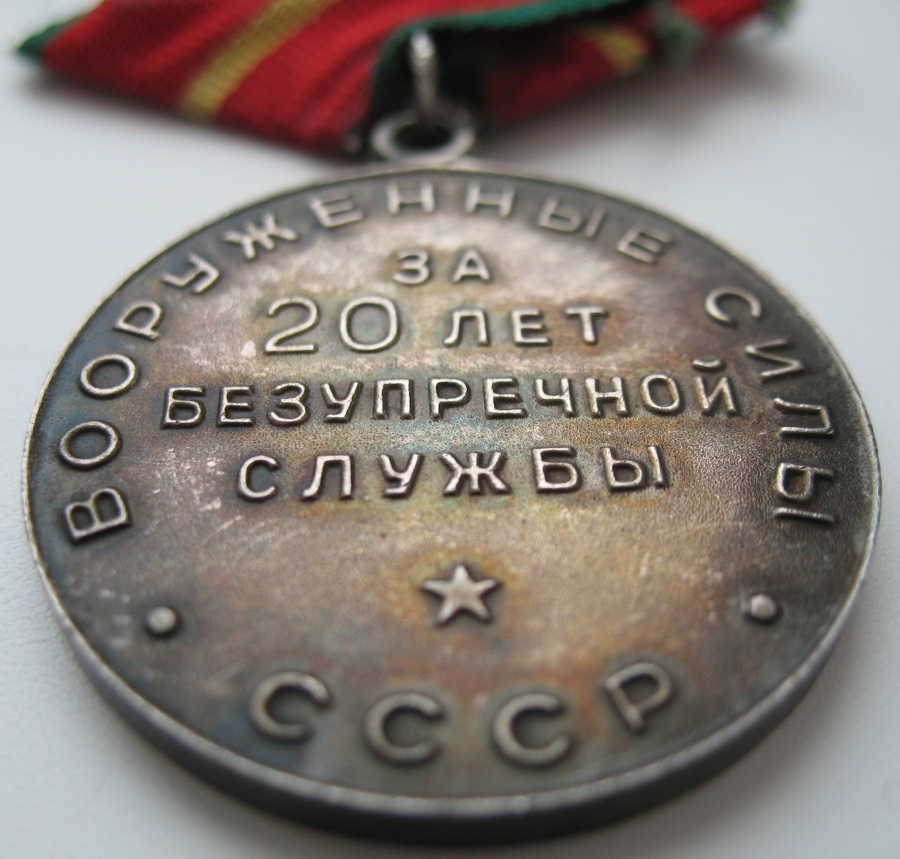 ВООРУЖЕННЫЕ СИЛЫ
ЗА
20 ЛЕТ
БЕЗУПРЕЧНОЙ
СЛУЖБЫ
СССР